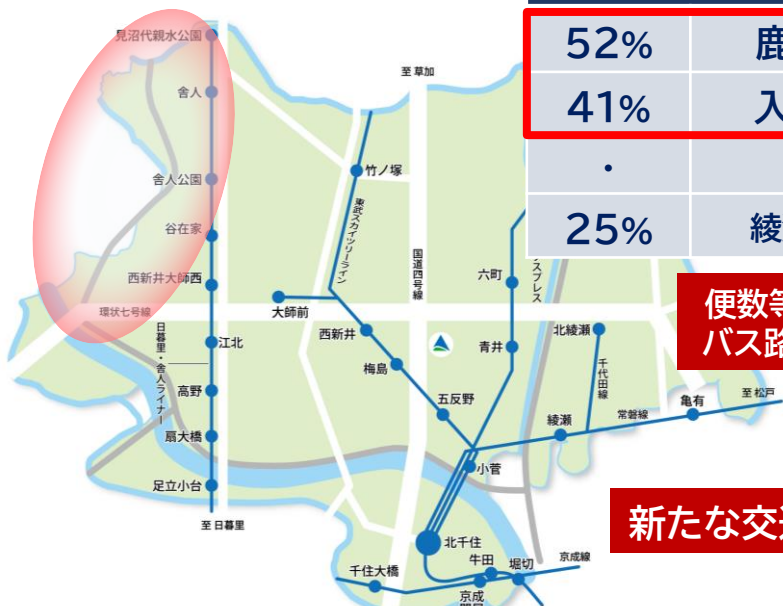 52% 鹿
41% 入
・
25% 綾
便数等
バス路
新たな交
見沼代親水公園
舎人
舎人公園
谷在家
西新井大師西
環状七号線
江北
日暮里・舎人ライナー
高野
扇大橋
足立小台
至 日暮里
至 草加
竹ノ塚
東武スカイツリーライン
国道四号線
大師前
西新井
梅島
五反野
六町
クスプレス
青井
北綾瀬
千代田線
綾瀬
常磐線
亀有
至 松戸
小菅
北千住
千住大橋
牛田
京成
堀切
京成線